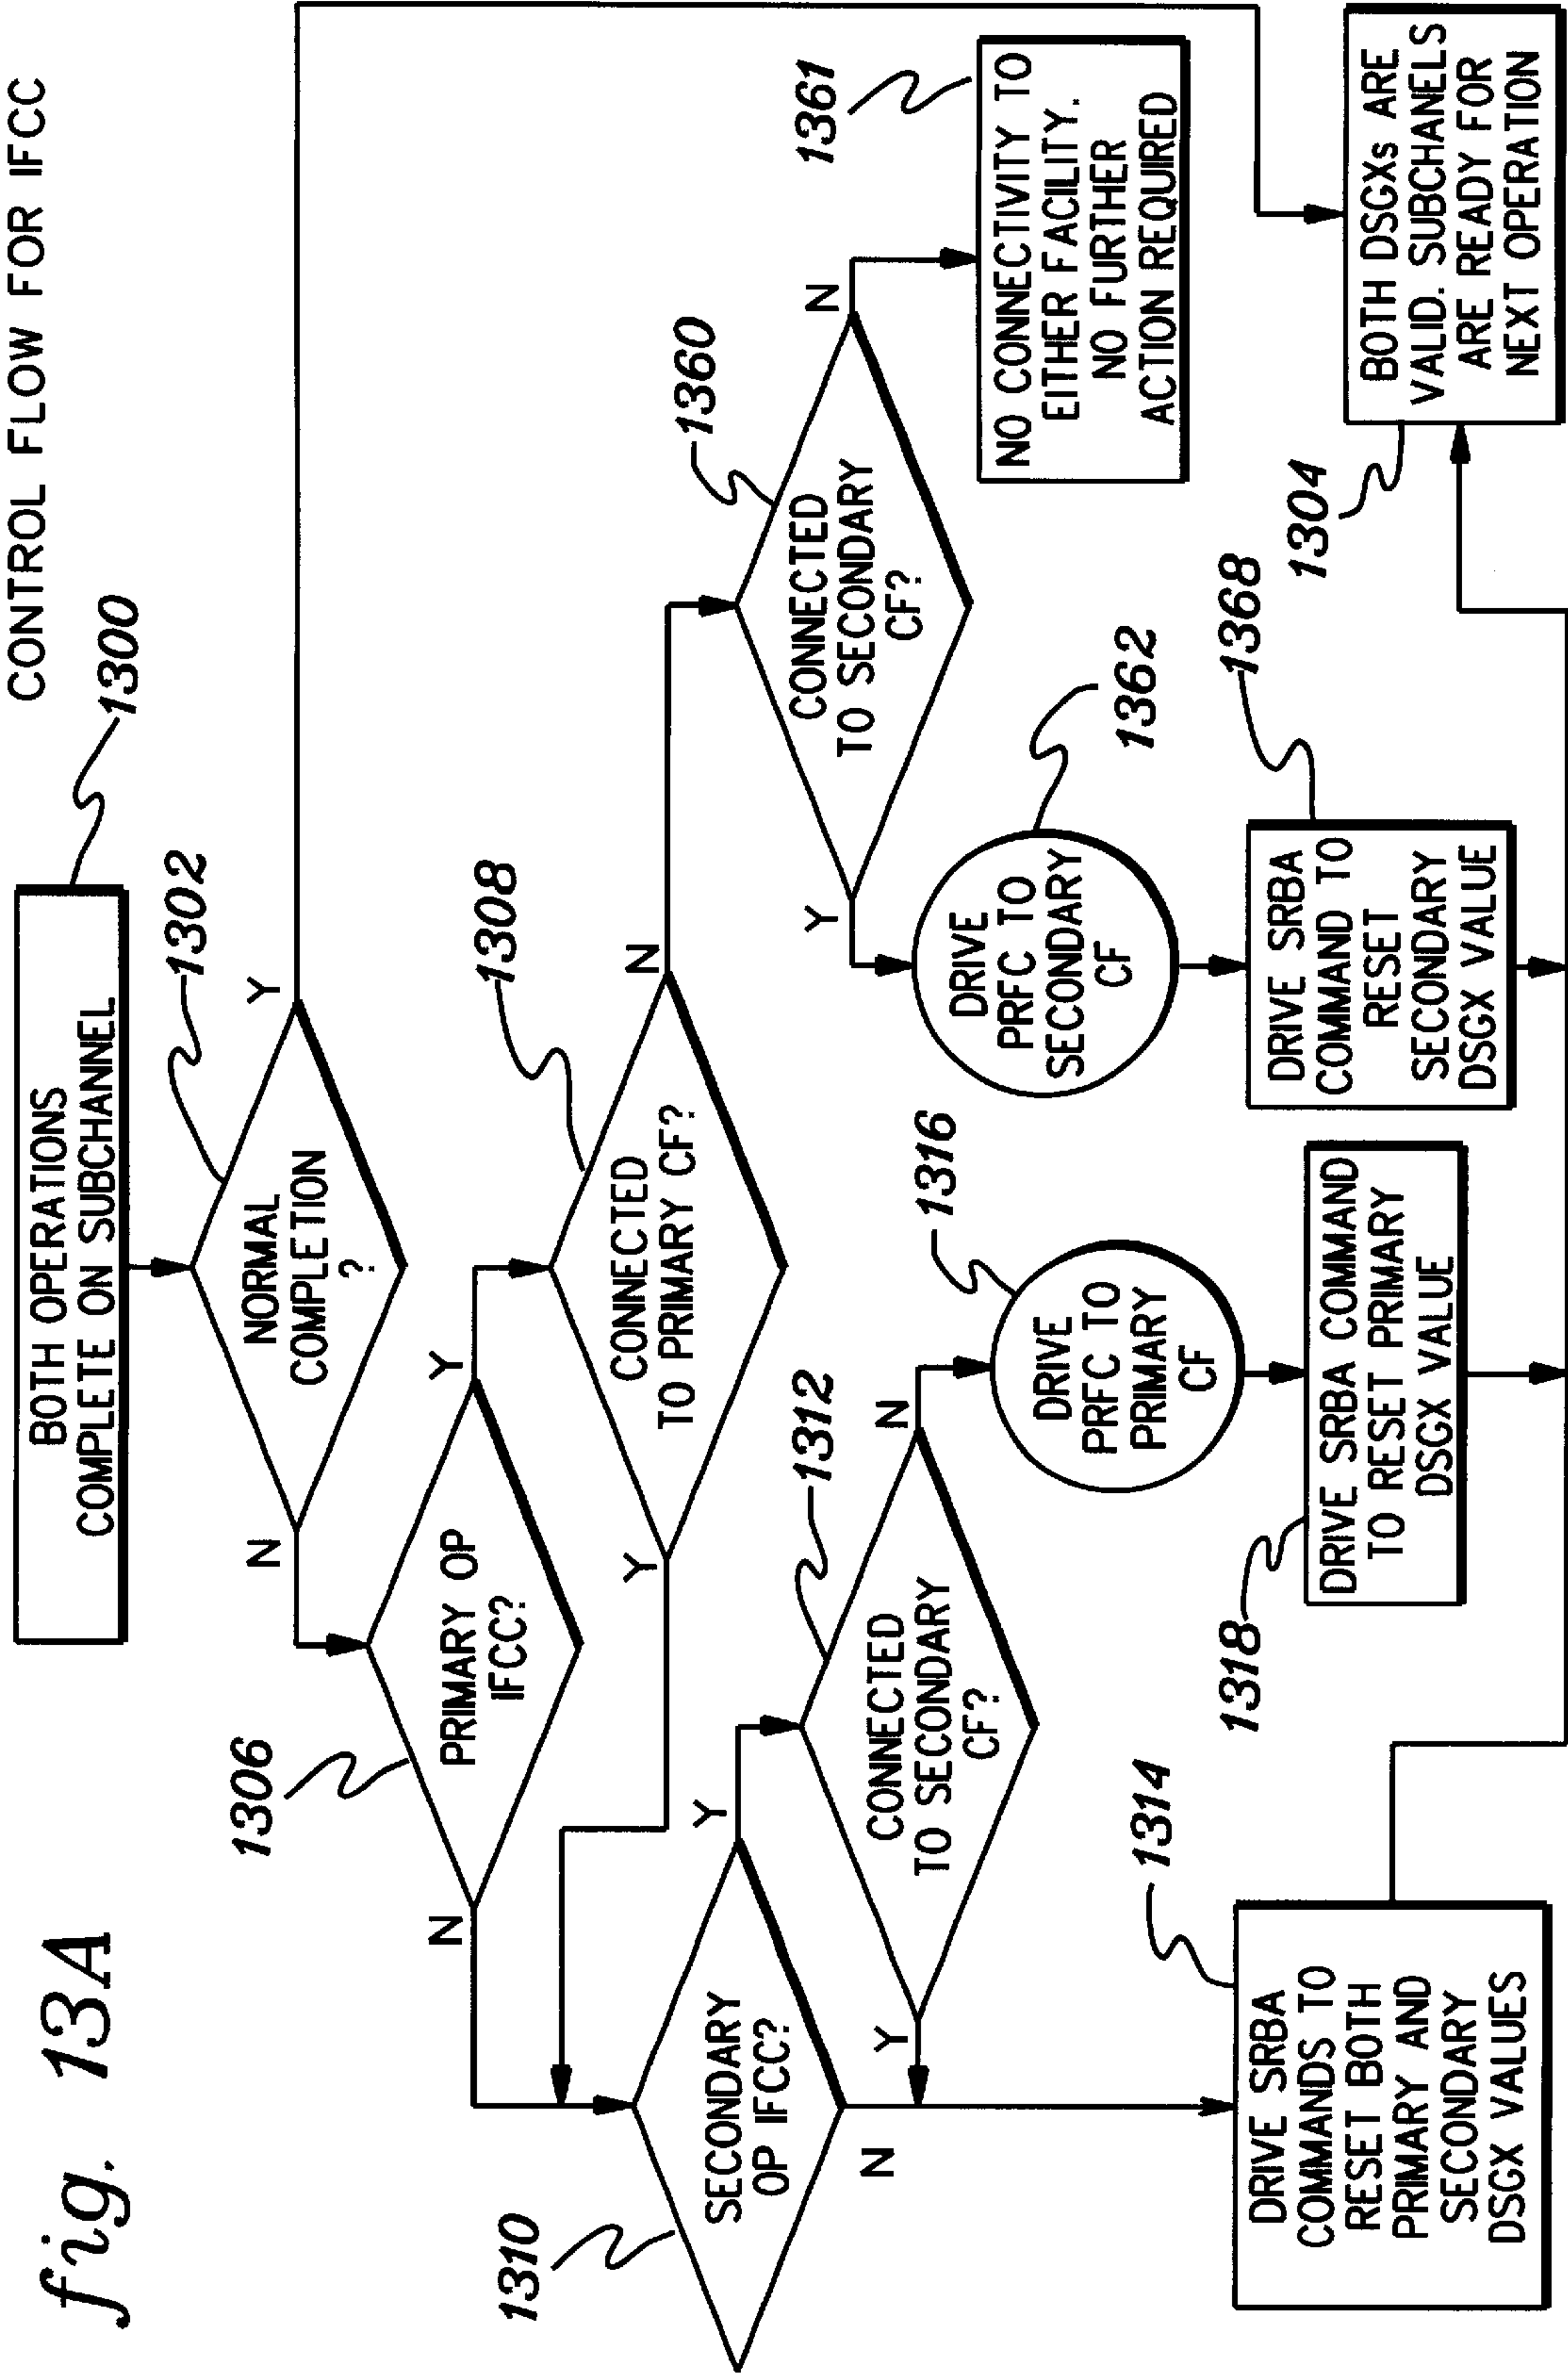 fig. 13A
CONTROL FLOW FOR IFCC
BOTH OPERATIONS
COMPLETE ON SUBCHANNEL
1300
NORMAL
COMPLETION
?
1302
N
Y
PRIMARY OP
IFCC?
1306
N
Y
CONNECTED
TO PRIMARY CF?
1308
Y
N
SECONDARY
OP IFCC?
1310
Y
N
CONNECTED
TO SECONDARY
CF?
1312
Y
N
CONNECTED
TO SECONDARY
CF?
1360
Y
N
NO CONNECTIVITY TO
EITHER FACILITY.
NO FURTHER
ACTION REQUIRED
1361
DRIVE
PRFC TO
PRIMARY
CF
1316
DRIVE
PRFC TO
SECONDARY
CF
1362
DRIVE SRBA
COMMANDS TO
RESET BOTH
PRIMARY AND
SECONDARY
DSGX VALUES
1314
DRIVE SRBA COMMAND
TO RESET PRIMARY
DSGX VALUE
1318
DRIVE SRBA
COMMAND TO
RESET
SECONDARY
DSGX VALUE
1368
BOTH DSGXs ARE
VALID. SUBCHANELS
ARE READY FOR
NEXT OPERATION
1304